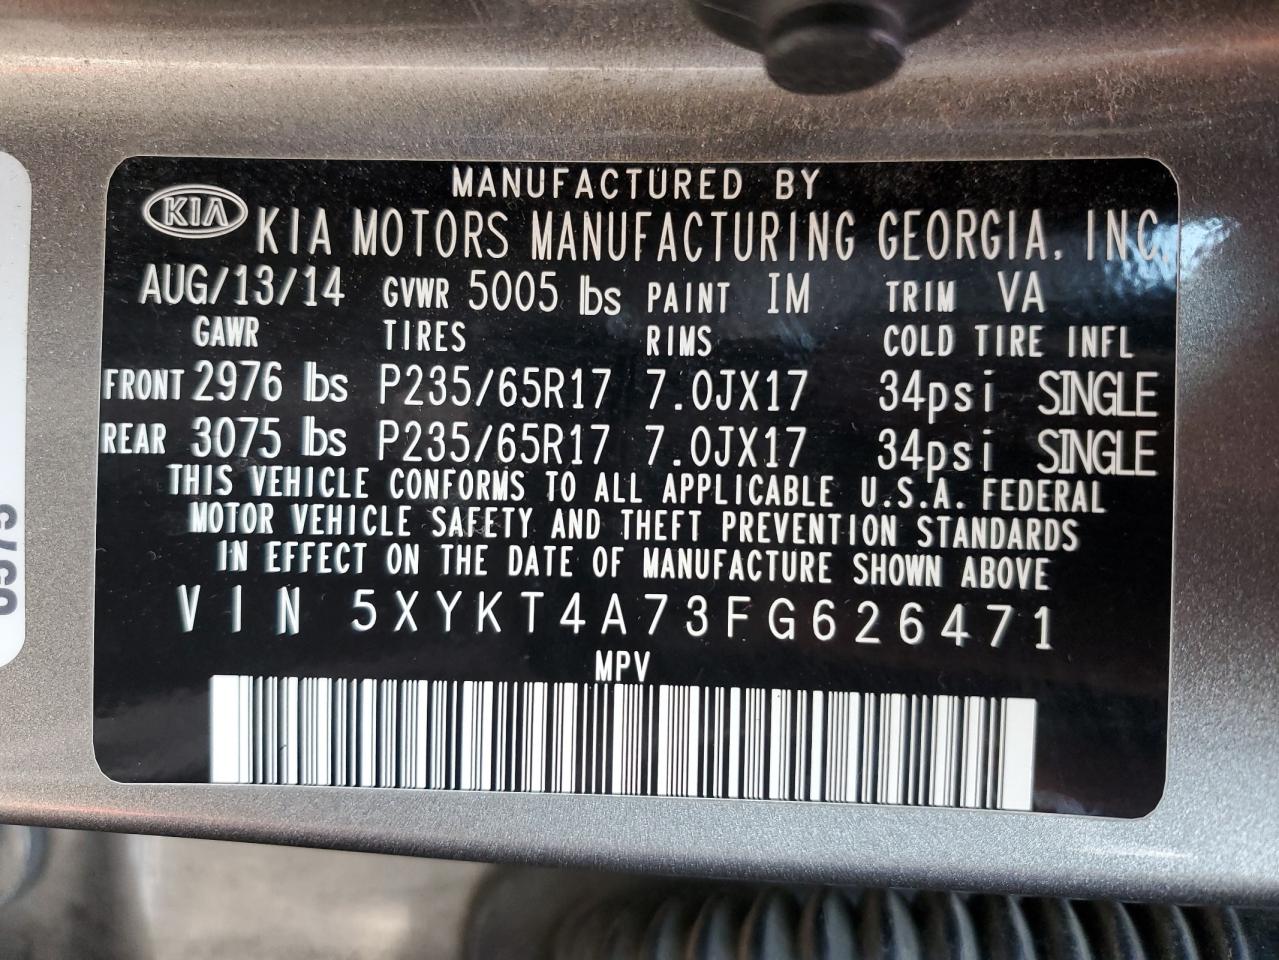 MANUFACTURED BY
KIA KIA MOTORS MANUFACTURING GEORGIA, INC.
AUG/13/14 GVWR 5005 lbs PAINT IM TRIM VA
GAWR TIRES RIMS COLD TIRE INFL
FRONT 2976 lbs P235/65R17 7.0JX17 34psi SINGLE
REAR 3075 lbs P235/65R17 7.0JX17 34psi SINGLE
THIS VEHICLE CONFORMS TO ALL APPLICABLE U.S.A. FEDERAL
MOTOR VEHICLE SAFETY AND THEFT PREVENTION STANDARDS
IN EFFECT ON THE DATE OF MANUFACTURE SHOWN ABOVE
VIN 5XYKT4A73FG626471
MPV